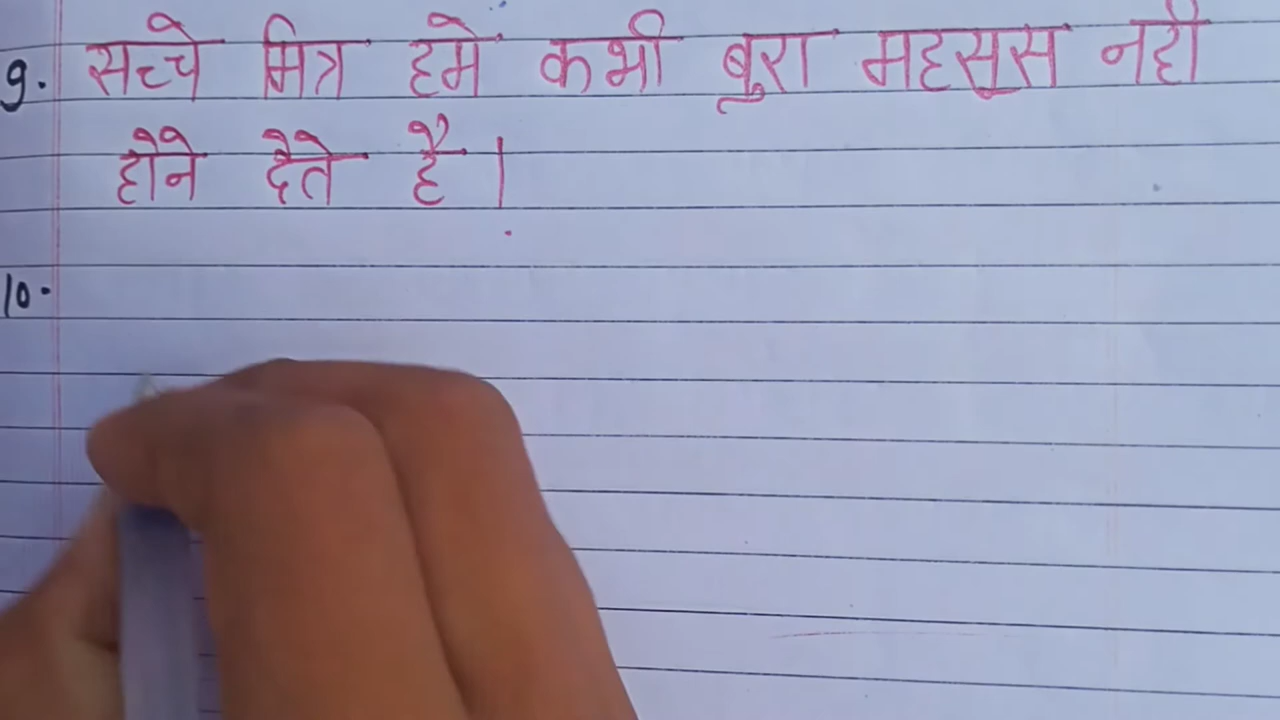 9. सच्चे मित्र हमे कभी बुरा महसुस नही
होने देते है।
10.